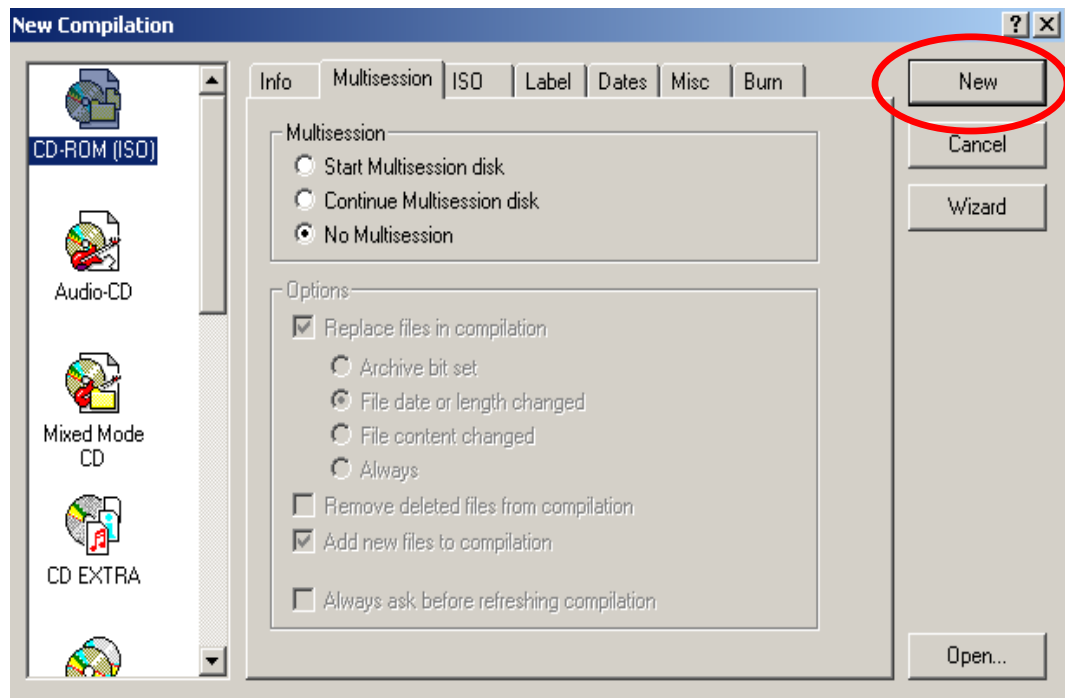 New Compilation
CD-ROM (ISO)
Audio-CD
Mixed Mode
CD
CD EXTRA
Info Multisession ISO Label Dates Misc Burn
Multisession
Start Multisession disk
Continue Multisession disk
No Multisession
Options
Replace files in compilation
Archive bit set
File date or length changed
File content changed
Always
Remove deleted files from compilation
Add new files to compilation
Always ask before refreshing compilation
New
Cancel
Wizard
Open...